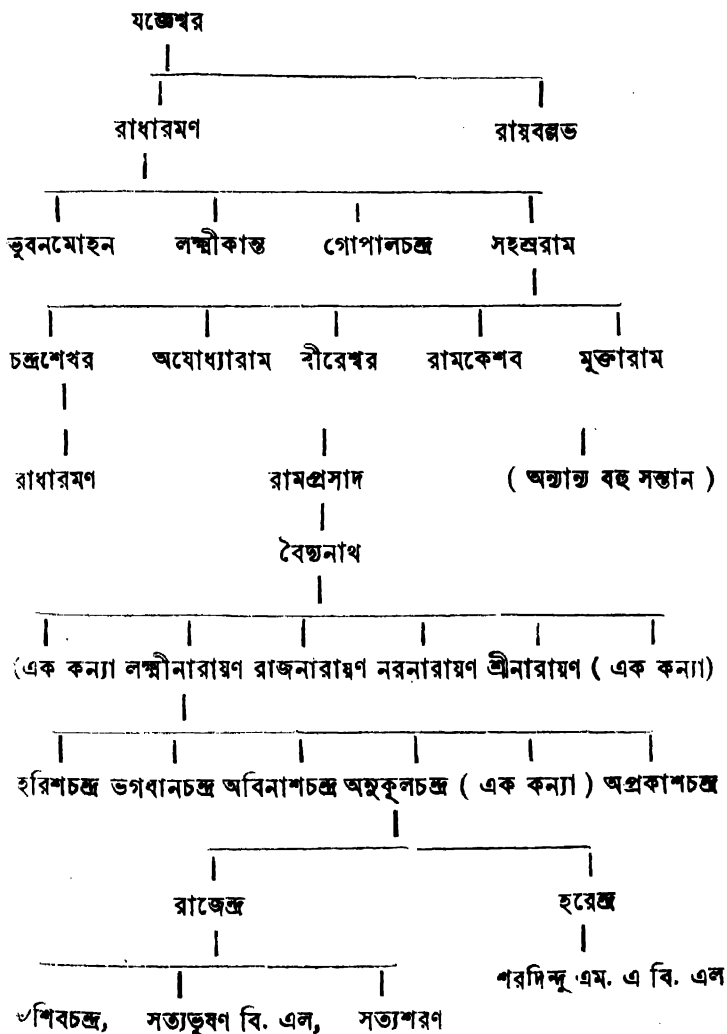 যজ্ঞেশ্বর
রাধারমণ রায়বল্লভ
ভুবনমোহন লক্ষ্মীকান্ত গোপালচন্দ্র সহস্ররাম
চন্দ্রশেখর অযোধ্যারাম বীরেশ্বর রামকেশব মুক্তারাম
রাধারমণ রামপ্রসাদ ( অন্যান্য বহু সন্তান )
বৈদ্যনাথ
(এক কন্যা লক্ষ্মীনারায়ণ রাজনারায়ণ নরনারায়ণ শ্রীনারায়ণ ( এক কন্যা)
হরিশচন্দ্র ভগবানচন্দ্র অবিনাশচন্দ্র অনুকূলচন্দ্র ( এক কন্যা ) অপ্রকাশচন্দ্র
রাজেন্দ্র হরেন্দ্র
শরদিন্দু এম. এ বি. এল
৺শিবচন্দ্র, সত্যভূষণ বি. এল, সত্যশরণ